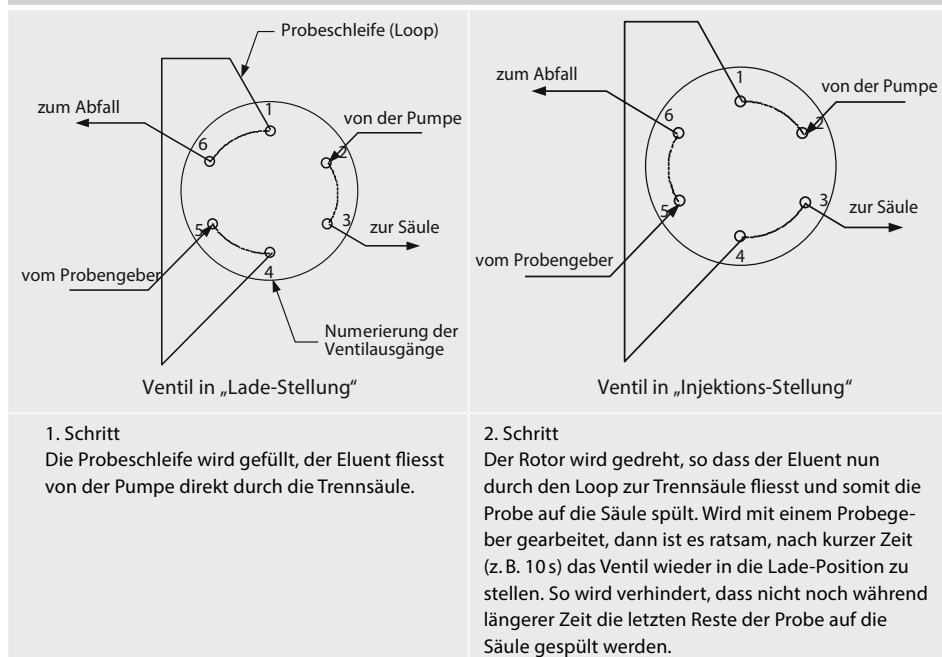 Probeschleife (Loop)
zum Abfall
1
von der Pumpe
6
2
5
3
zur Säule
vom Probengeber
4
Numerierung der
Ventilausgänge
Ventil in „Lade-Stellung“
zum Abfall
1
von der Pumpe
6
2
5
3
zur Säule
vom Probengeber
4
Ventil in „Injektions-Stellung“
1. Schritt
Die Probeschleife wird gefüllt, der Eluent fliesst
von der Pumpe direkt durch die Trennsäule.
2. Schritt
Der Rotor wird gedreht, so dass der Eluent nun
durch den Loop zur Trennsäule fliesst und somit die
Probe auf die Säule spült. Wird mit einem Probege-
ber gearbeitet, dann ist es ratsam, nach kurzer Zeit
(z. B. 10 s) das Ventil wieder in die Lade-Position zu
stellen. So wird verhindert, dass nicht noch während
längerer Zeit die letzten Reste der Probe auf die
Säule gespült werden.